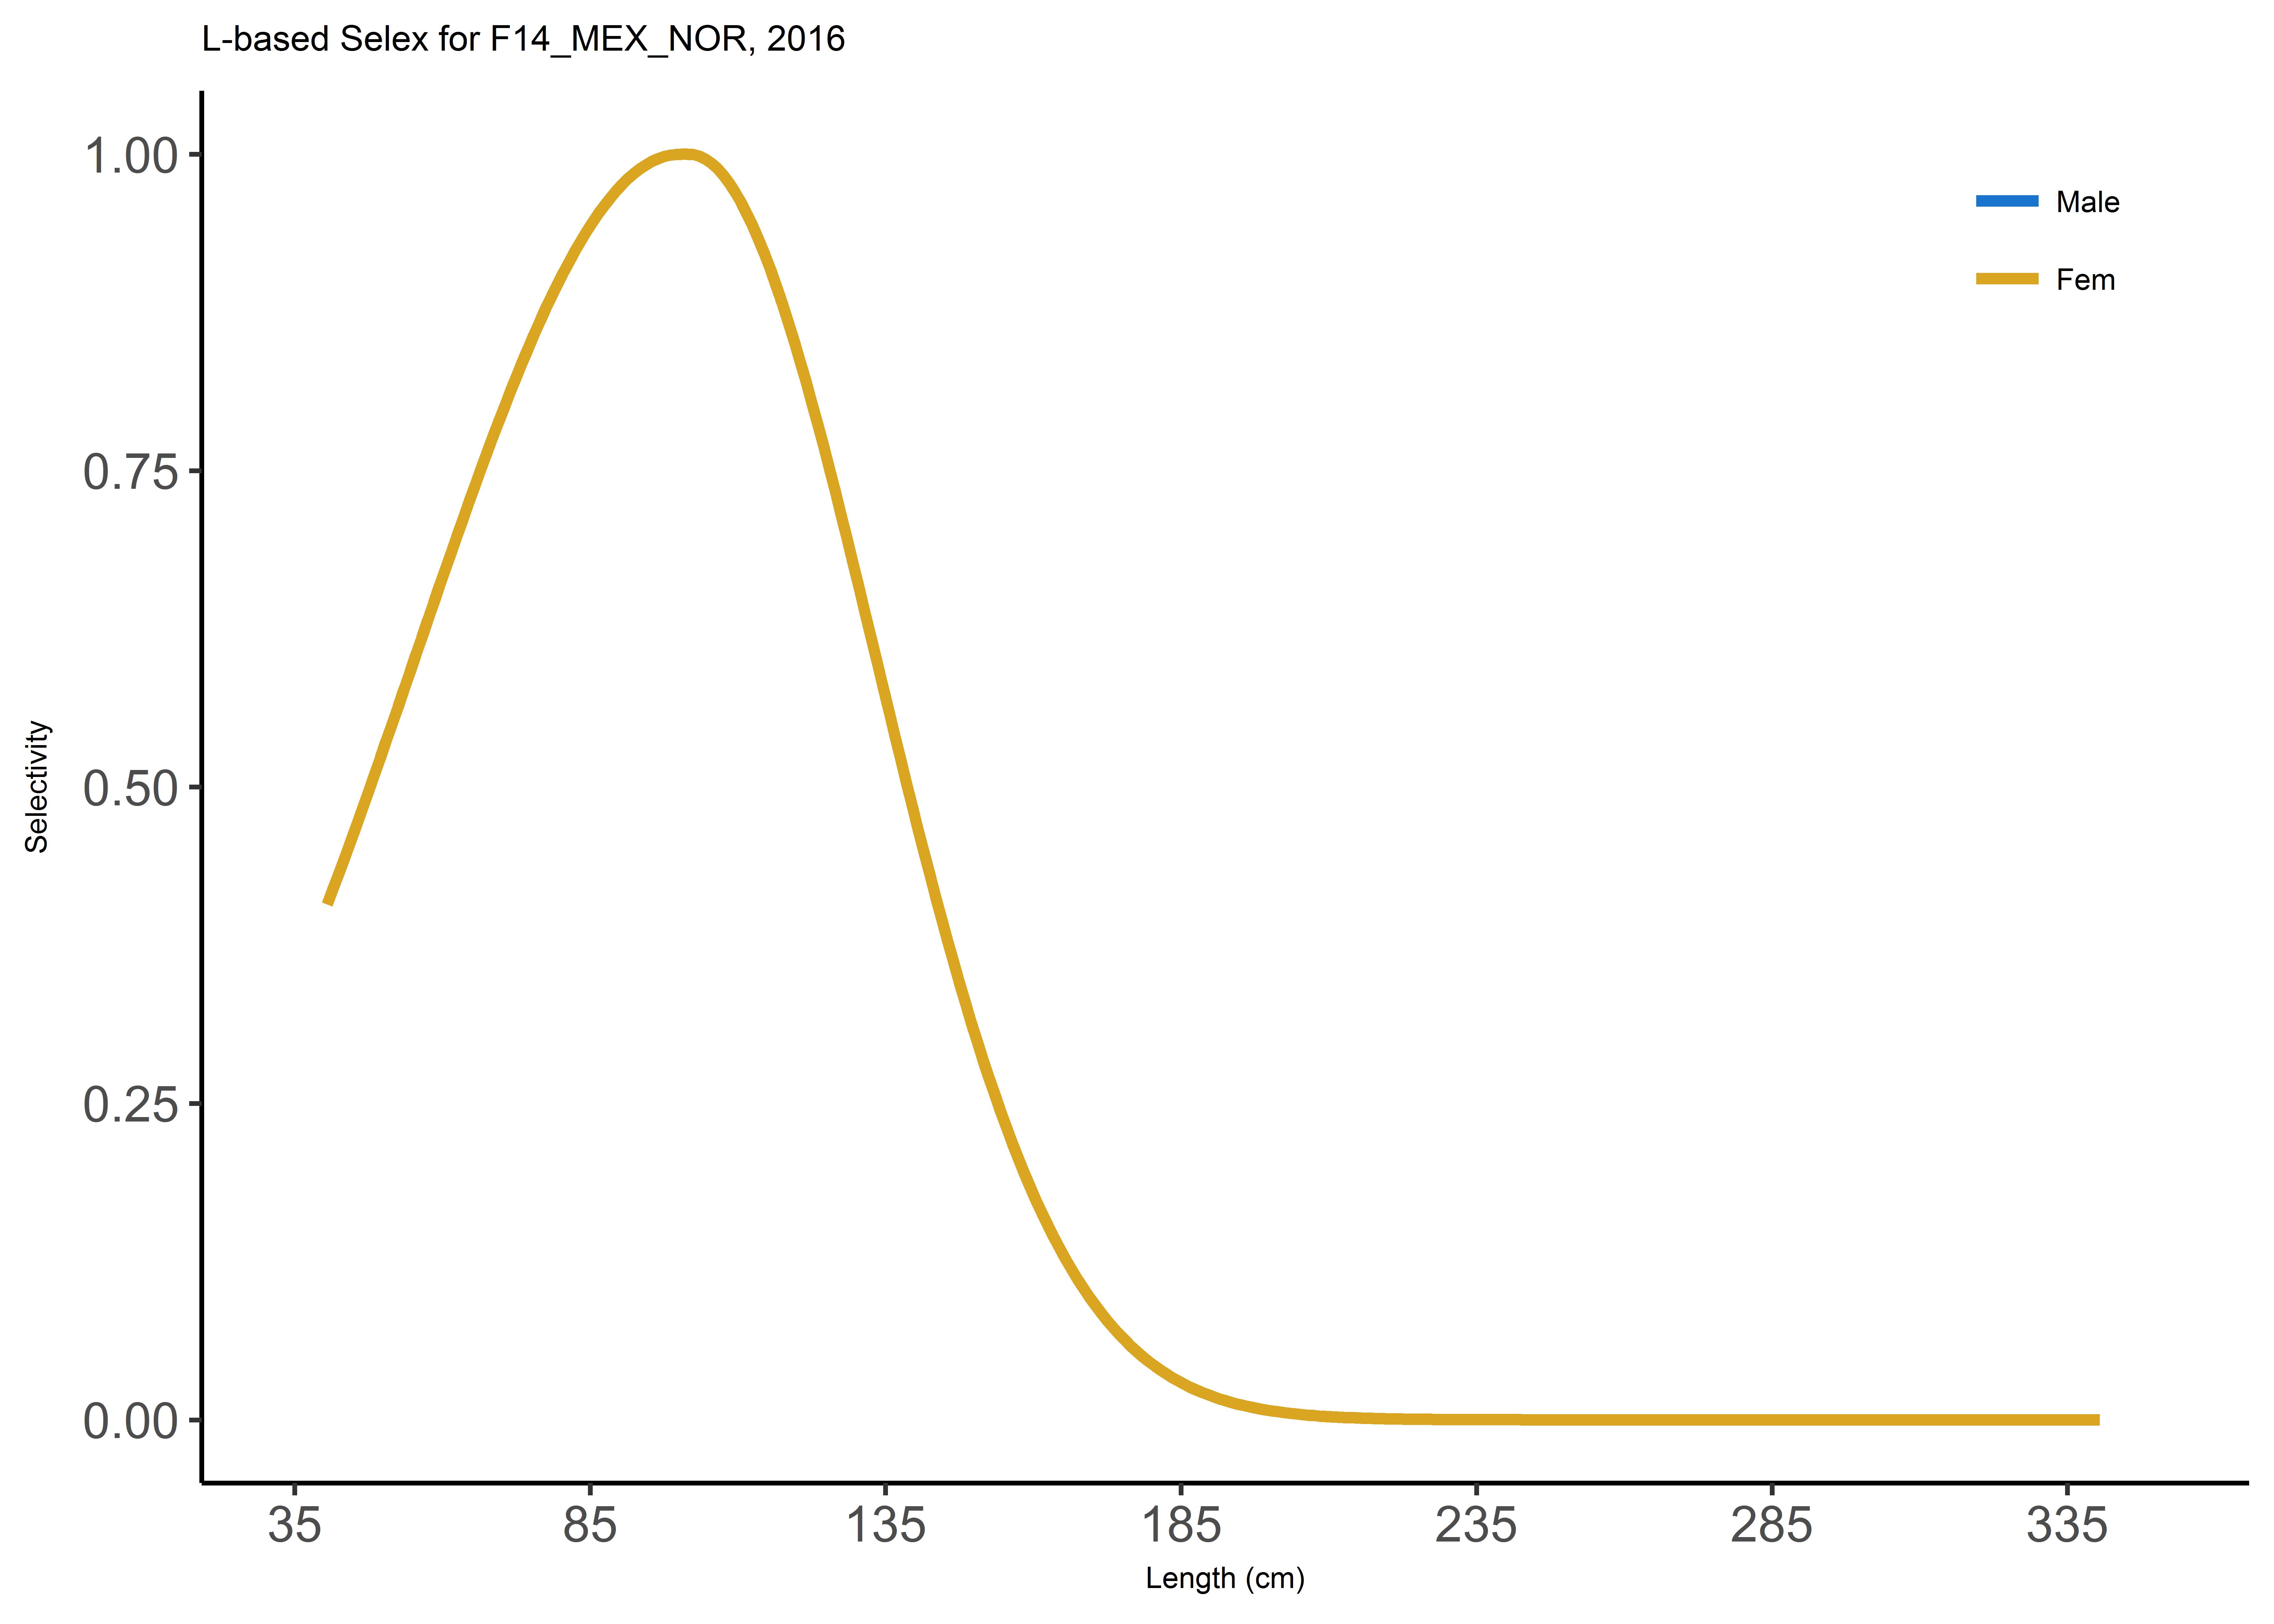 L-based Selex for F14_MEX_NOR, 2016
1.00
0.75
0.50
0.25
0.00
Selectivity
Male
Fem
35 85 135 185 235 285 335
Length (cm)